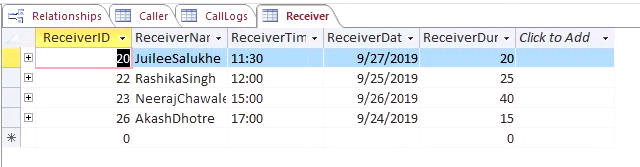 Relationships Caller CallLogs Receiver
ReceiverID ReceiverNar ReceiverTim ReceiverDat ReceiverDur Click to Add
20 JuileeSalukhe 11:30 9/27/2019 20
22 RashikaSingh 12:00 9/25/2019 25
23 NeerajChawale 15:00 9/26/2019 40
26 AkashDhotre 17:00 9/24/2019 15
0 0